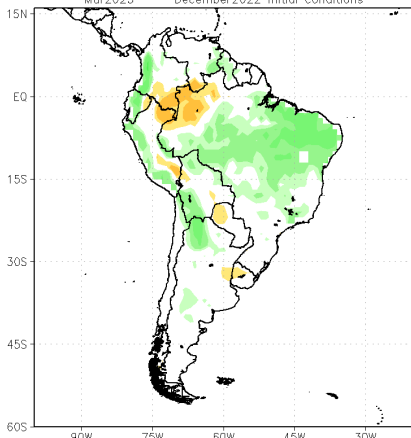 Mar2023 December2022 Initial Conditions
15N
EQ
15S
30S
45S
60S
90W 75W 60W 45W 30W